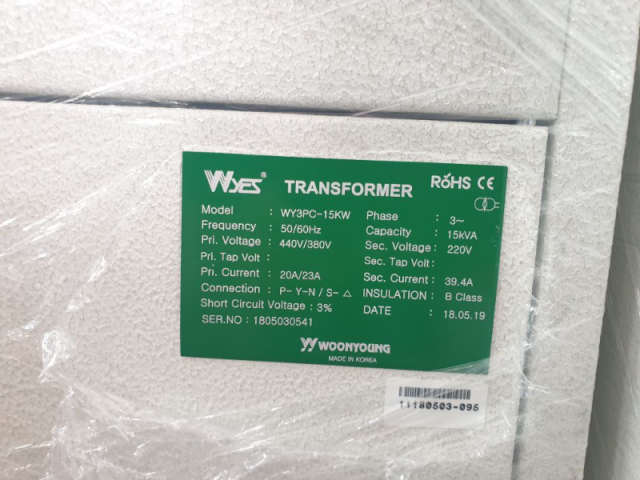 WYES® TRANSFORMER RoHS CE
Model : WY3PC-15KW Phase : 3~
Frequency : 50/60Hz Capacity : 15kVA
Pri. Voltage : 440V/380V Sec. Voltage : 220V
Pri. Tap Volt : Sec. Tap Volt :
Pri. Current : 20A/23A Sec. Current : 39.4A
Connection : P- Y-N / S- △ INSULATION : B Class
Short Circuit Voltage : 3% DATE : 18.05.19
SER.NO : 1805030541
WOONYOUNG
MADE IN KOREA
11180503-095